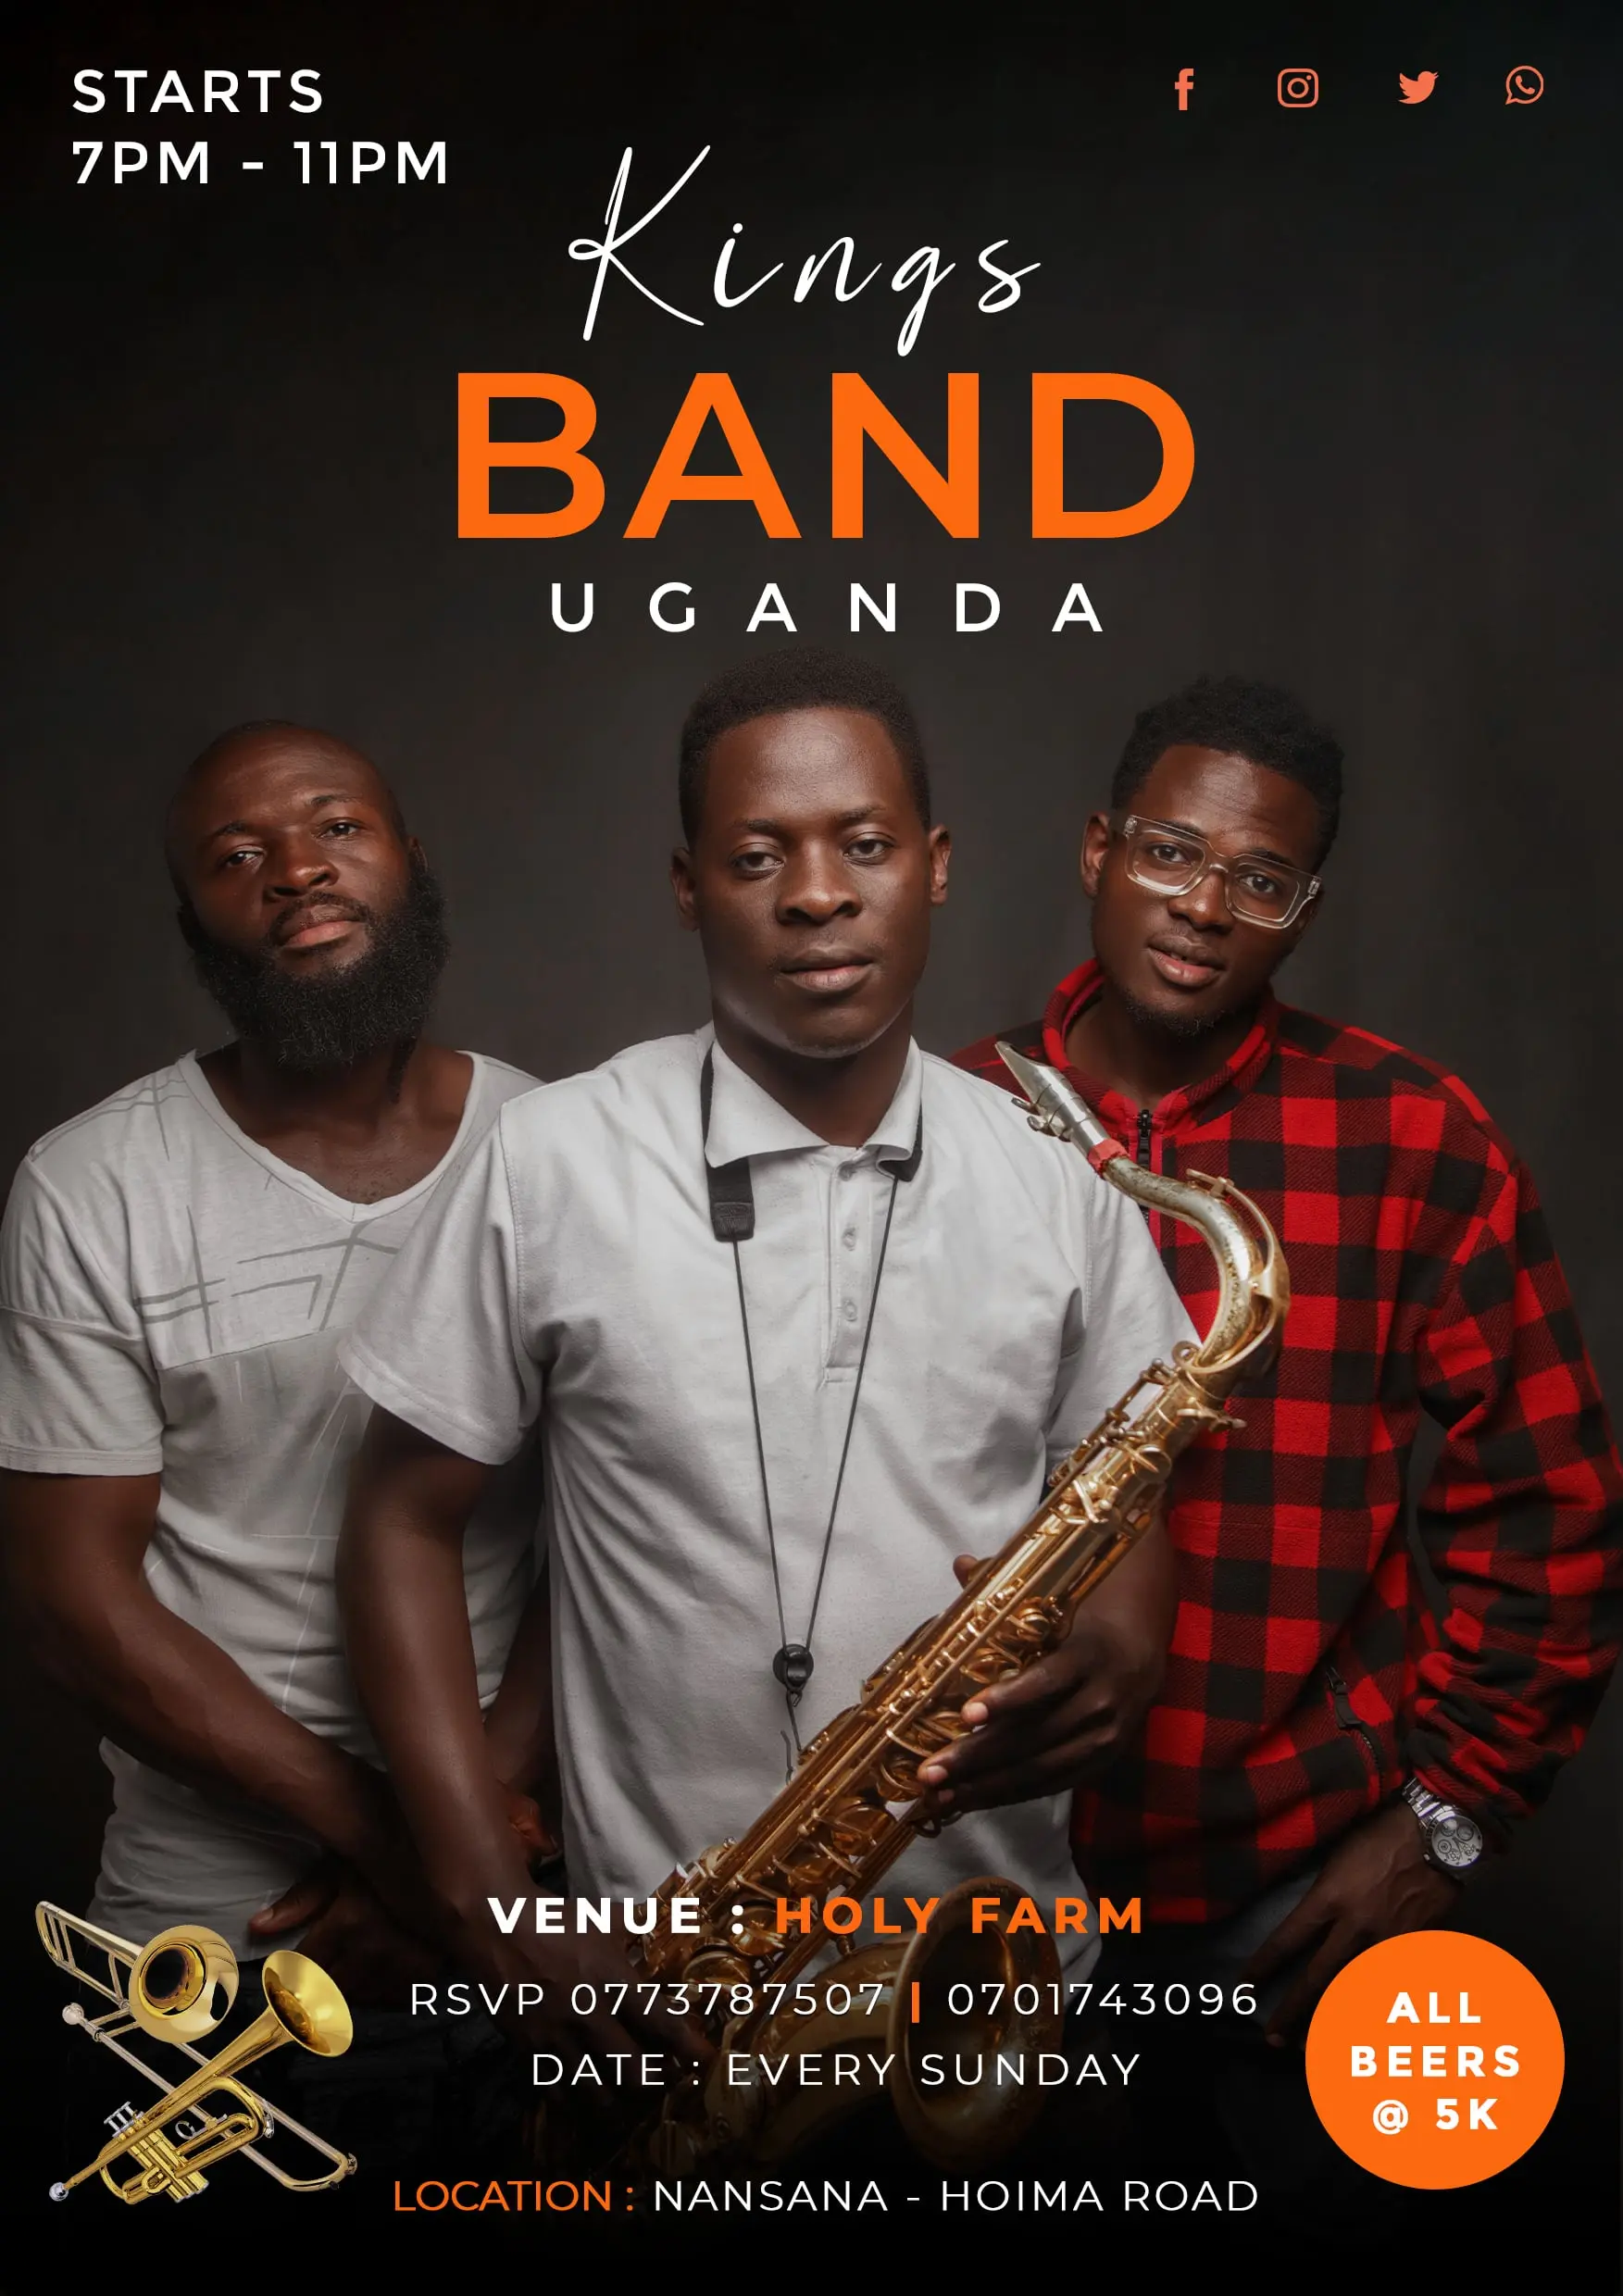 STARTS
7PM - 11PM
Kings
BAND
UGANDA
VENUE : HOLY FARM
RSVP 0773787507 | 0701743096
DATE : EVERY SUNDAY
LOCATION : NANSANA - HOIMA ROAD
ALL
BEERS
@ 5K